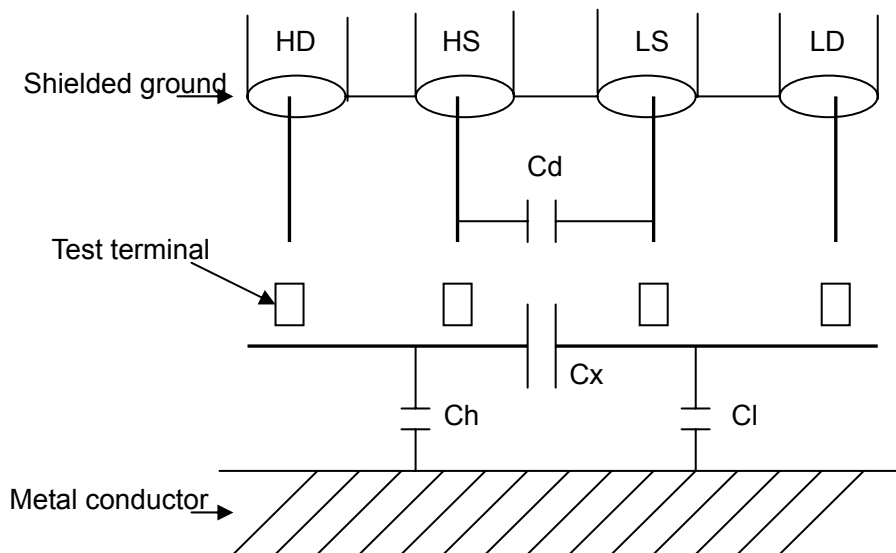 HD HS LS LD
Shielded ground
Cd
Test terminal
Cx
Ch Cl
Metal conductor